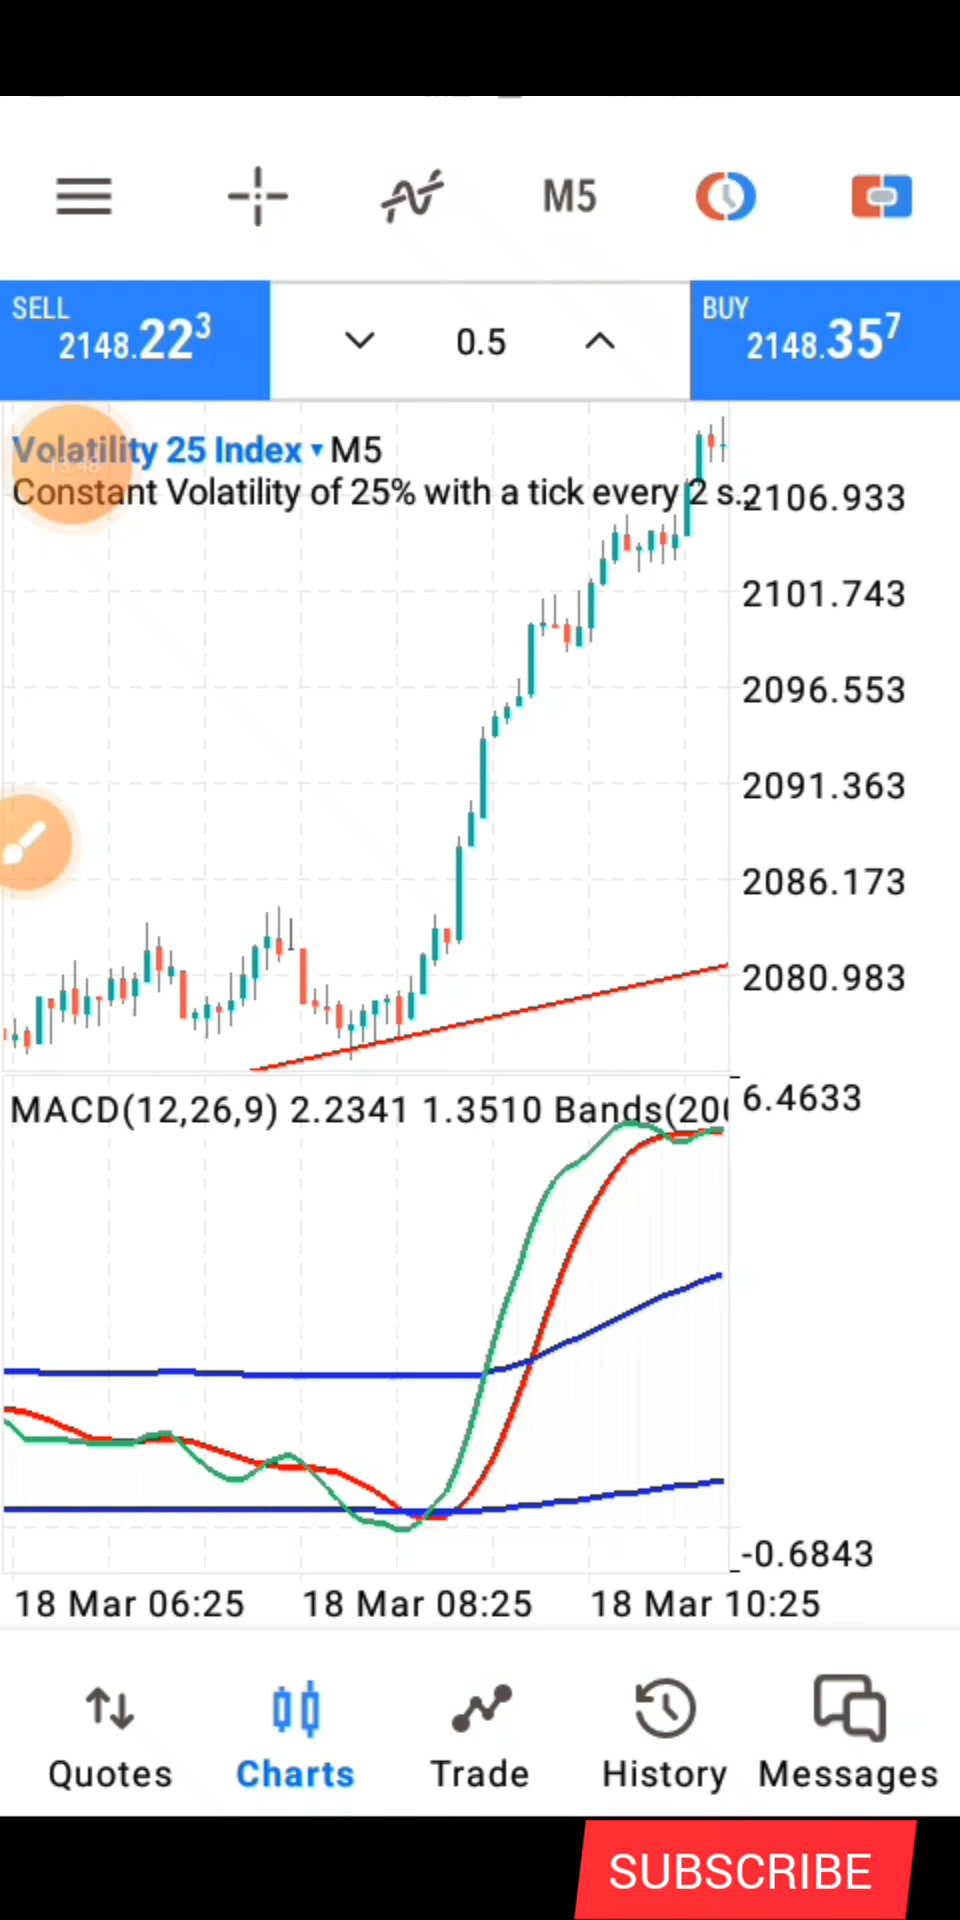 M5
SELL
2148.22³
0.5
BUY
2148.35⁷
Volatility 25 Index ▾ M5
13:48
Constant Volatility of 25% with a tick every 2 s...
2106.933
2101.743
2096.553
2091.363
2086.173
2080.983
MACD(12,26,9) 2.2341 1.3510 Bands(200
6.4633
-0.6843
18 Mar 06:25
18 Mar 08:25
18 Mar 10:25
Quotes
Charts
Trade
History
Messages
SUBSCRIBE